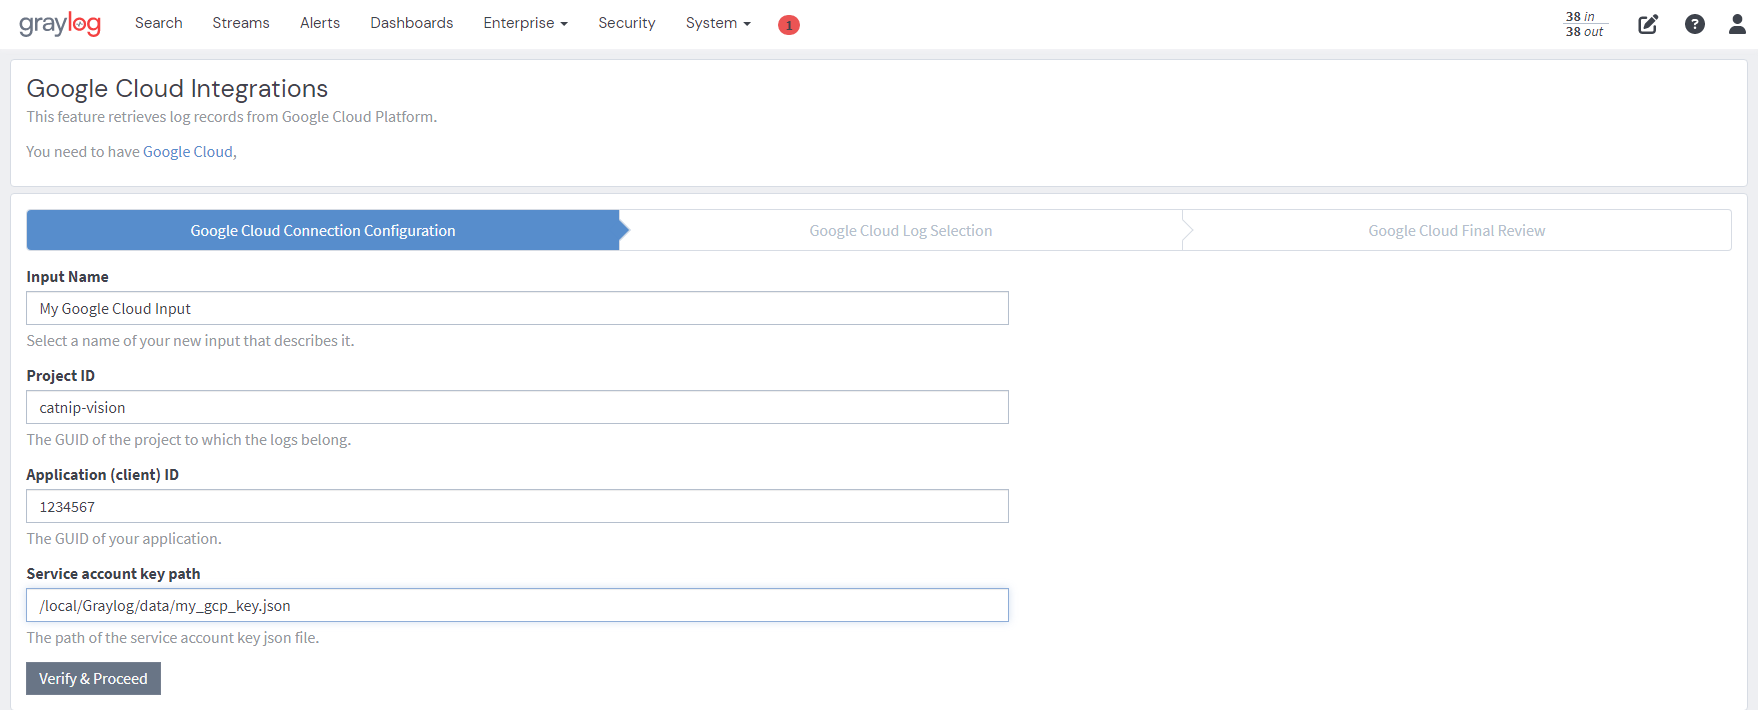 graylog Search Streams Alerts Dashboards Enterprise Security System 1 38 in
38 out
Google Cloud Integrations
This feature retrieves log records from Google Cloud Platform.
You need to have Google Cloud,
Google Cloud Connection Configuration Google Cloud Log Selection Google Cloud Final Review
Input Name
My Google Cloud Input
Select a name of your new input that describes it.
Project ID
catnip-vision
The GUID of the project to which the logs belong.
Application (client) ID
1234567
The GUID of your application.
Service account key path
/local/Graylog/data/my_gcp_key.json
The path of the service account key json file.
Verify & Proceed